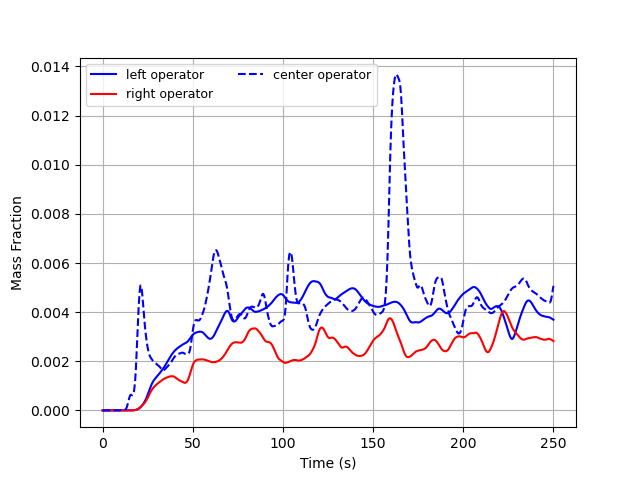 0.014
0.012
0.010
0.008
0.006
0.004
0.002
0.000
Mass Fraction
left operator
right operator
center operator
0 50 100 150 200 250
Time (s)